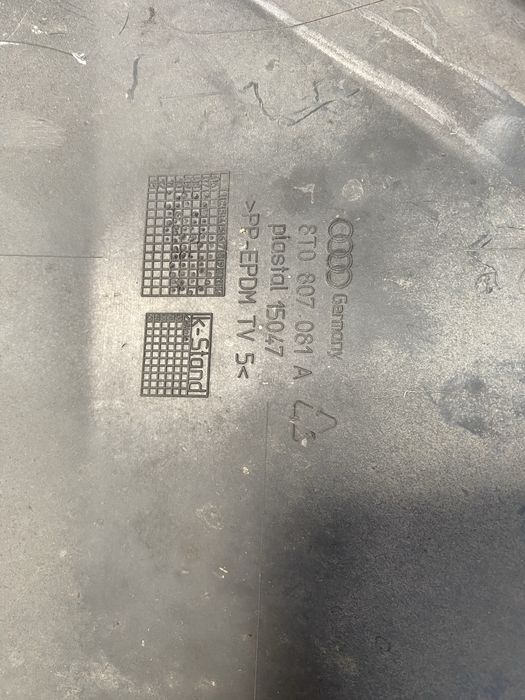 Germany
8T0 807 081 A
plastal 15047
>PP-EPDM TV 5<
k-Stand